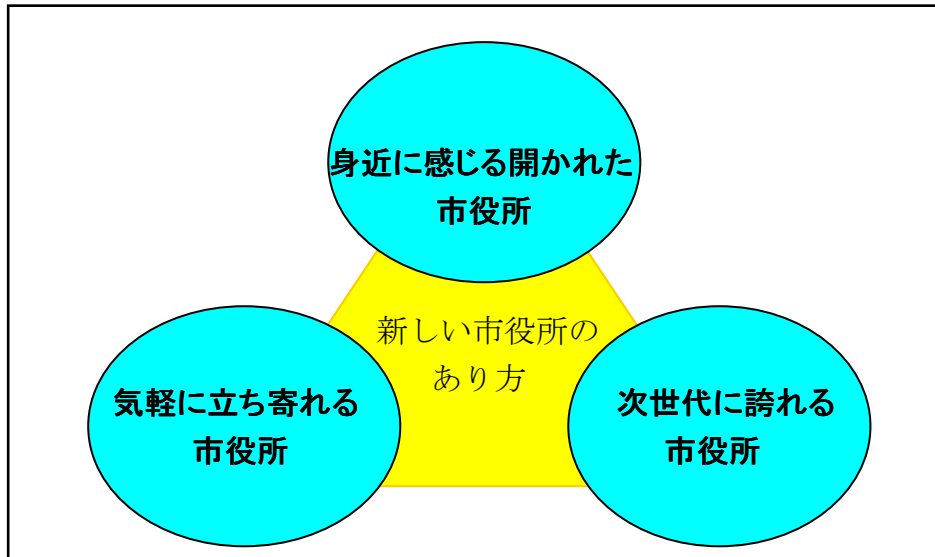 身近に感じる開かれた
市役所
新しい市役所の
あり方
気軽に立ち寄れる
市役所
次世代に誇れる
市役所